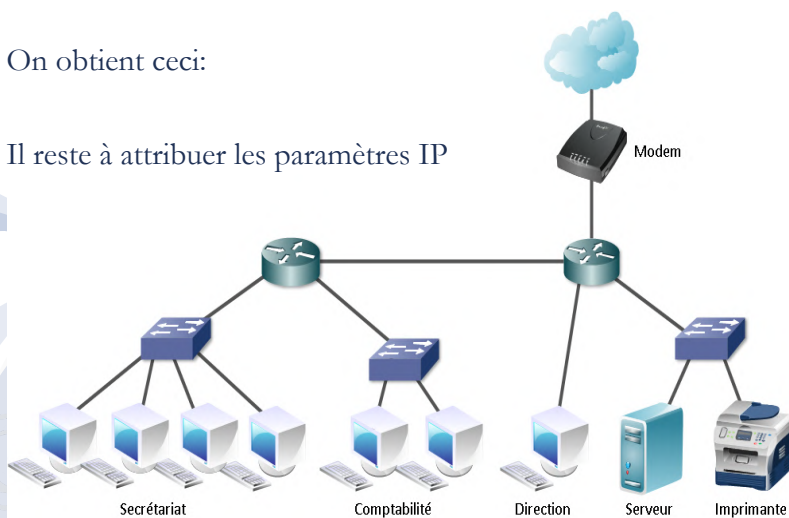 On obtient ceci:
Il reste à attribuer les paramètres IP
Modem
Secrétariat
Comptabilité
Direction
Serveur
Imprimante